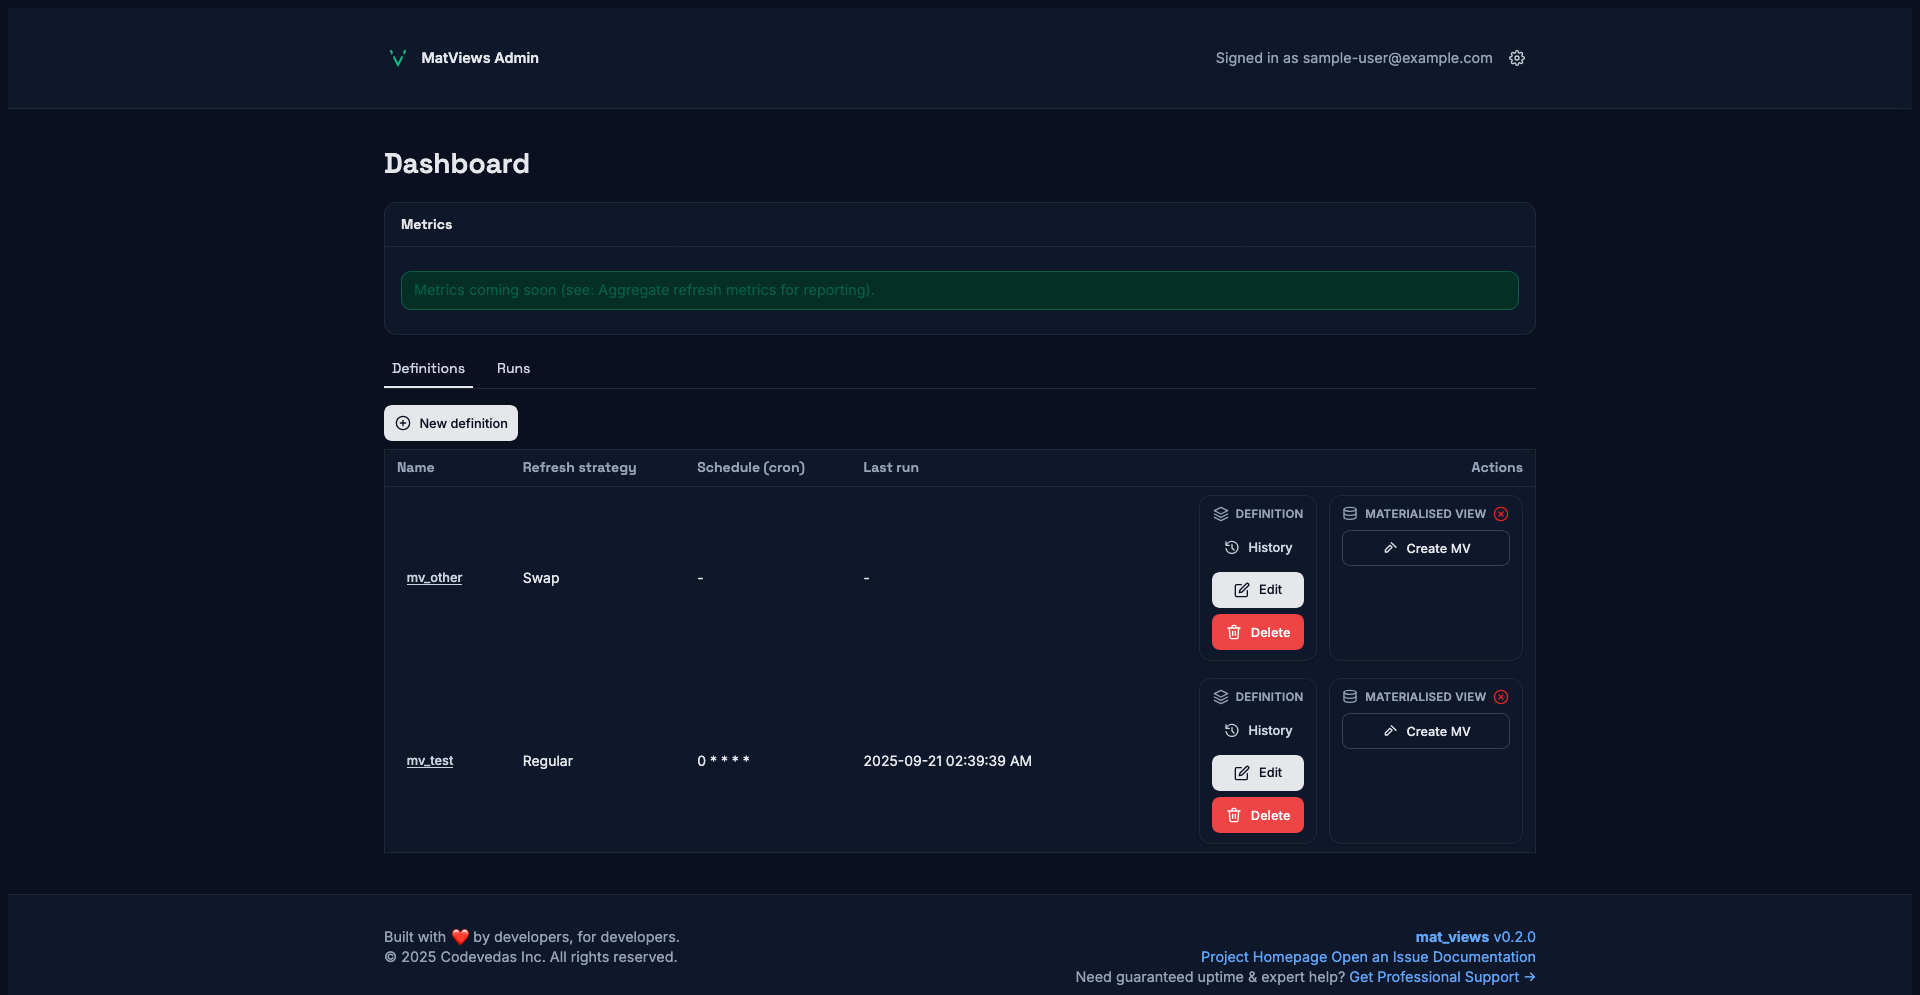 MatViews Admin
Signed in as sample-user@example.com
Dashboard
Metrics
Metrics coming soon (see: Aggregate refresh metrics for reporting).
Definitions Runs
New definition
Name Refresh strategy Schedule (cron) Last run Actions
DEFINITION MATERIALISED VIEW
History Create MV
mv_other Swap - -
Edit
Delete
DEFINITION MATERIALISED VIEW
History Create MV
mv_test Regular 0 * * * * 2025-09-21 02:39:39 AM
Edit
Delete
Built with ❤️ by developers, for developers.
© 2025 Codevedas Inc. All rights reserved.
mat_views v0.2.0
Project Homepage Open an Issue Documentation
Need guaranteed uptime & expert help? Get Professional Support →